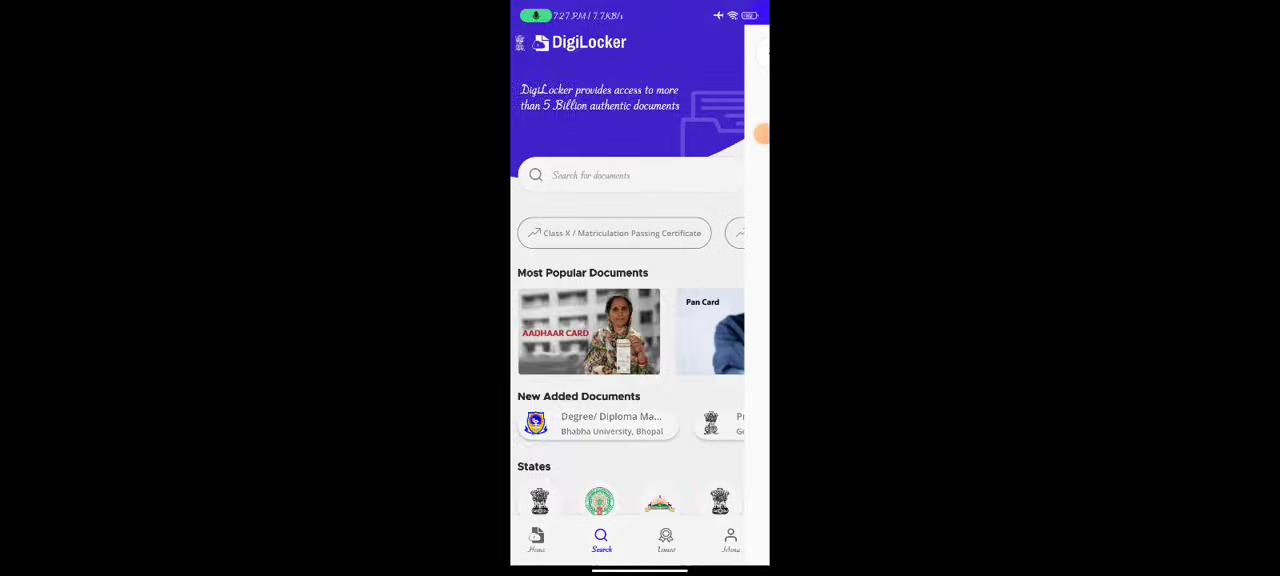 7:27 PM / 7.7KB/s
DigiLocker
DigiLocker provides access to more
than 5 Billion authentic documents
Search for documents
Class X / Matriculation Passing Certificate
Most Popular Documents
AADHAAR CARD
Pan Card
New Added Documents
Degree/ Diploma Ma...
Bhabha University, Bhopal
States
Home
Search
Issued